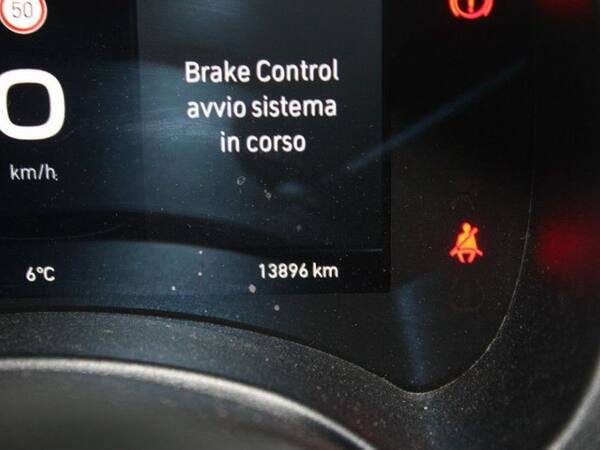 50
Brake Control
avvio sistema
in corso
0
km/h
6°C
13896 km